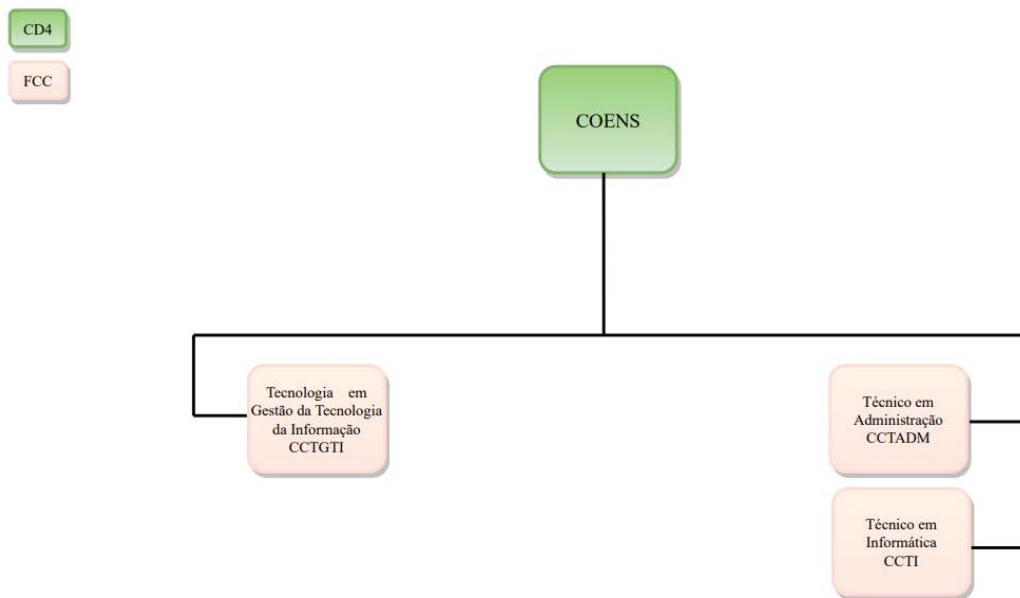 CD4
FCC
COENS
Tecnologia em
Gestão da Tecnologia
da Informação
CCTGTI
Técnico em
Administração
CCTADM
Técnico em
Informática
CCTI